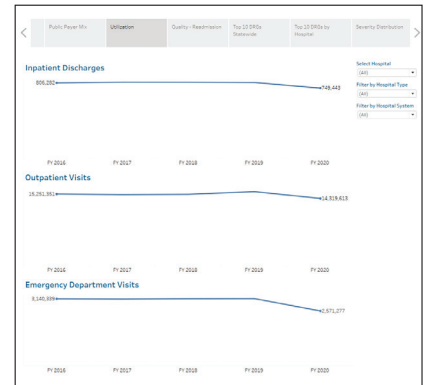 Public Payer Mix
Utilization
Quality - Readmission
Top 10 DRGs Statewide
Top 10 DRGs by Hospital
Severity Distribution
Inpatient Discharges
Select Hospital
(All)
Filter by Hospital Type
(All)
Filter by Hospital System
(All)
749,443
FY 2016 FY 2017 FY 2018 FY 2019 FY 2020
Outpatient Visits
14,319,613
FY 2016 FY 2017 FY 2018 FY 2019 FY 2020
Emergency Department Visits
2,671,077
FY 2016 FY 2017 FY 2018 FY 2019 FY 2020